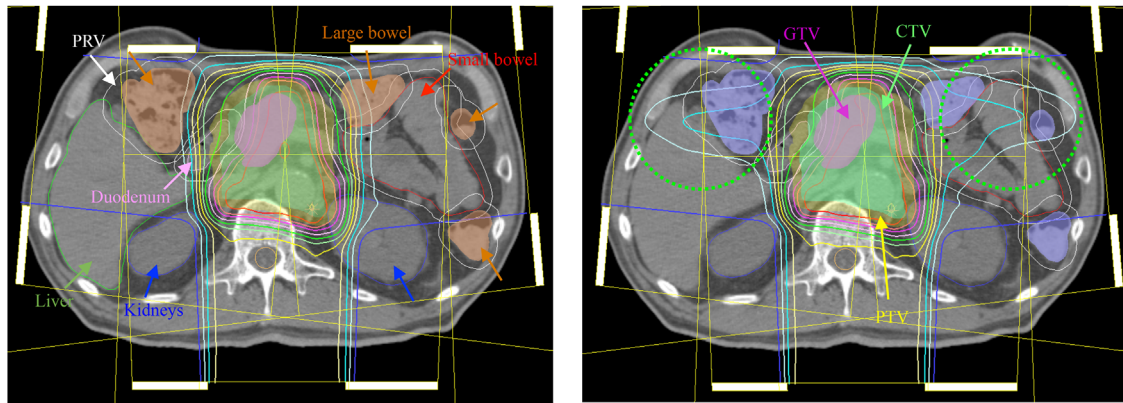 PRV
Large bowel
Small bowel
Duodenum
Liver
Kidneys
GTV
CTV
PTV